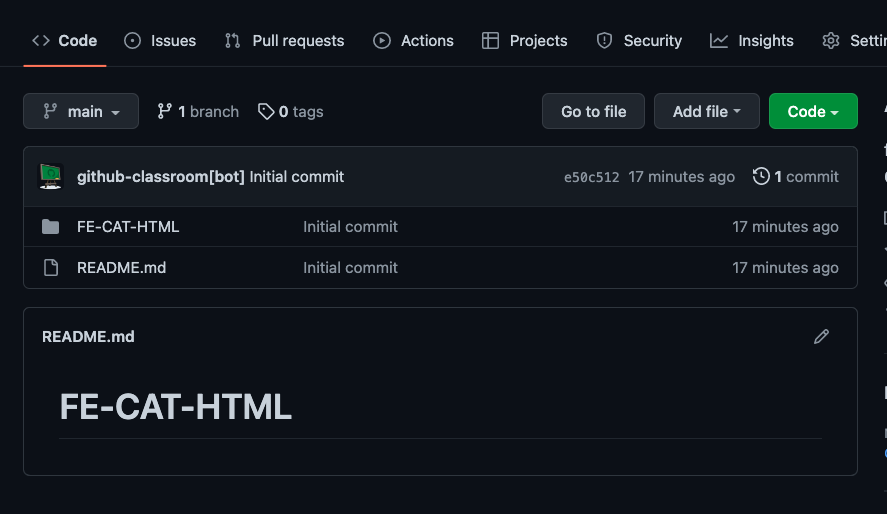 Code Issues Pull requests Actions Projects Security Insights Settin
main 1 branch 0 tags Go to file Add file Code
github-classroom[bot] Initial commit e50c512 17 minutes ago 1 commit
FE-CAT-HTML Initial commit 17 minutes ago
README.md Initial commit 17 minutes ago
README.md
FE-CAT-HTML